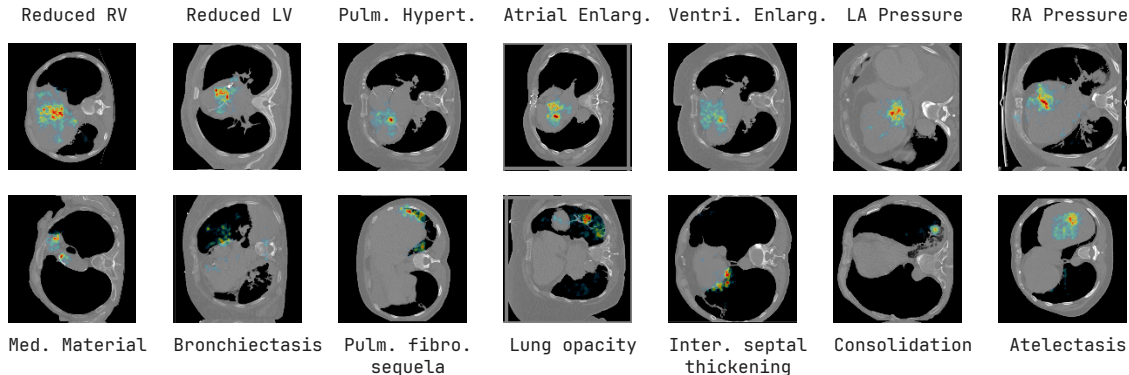 Reduced RV
Reduced LV
Pulm. Hypert.
Atrial Enlarg.
Ventri. Enlarg.
LA Pressure
RA Pressure
Med. Material
Bronchiectasis
Pulm. fibro.
sequela
Lung opacity
Inter. septal
thickening
Consolidation
Atelectasis